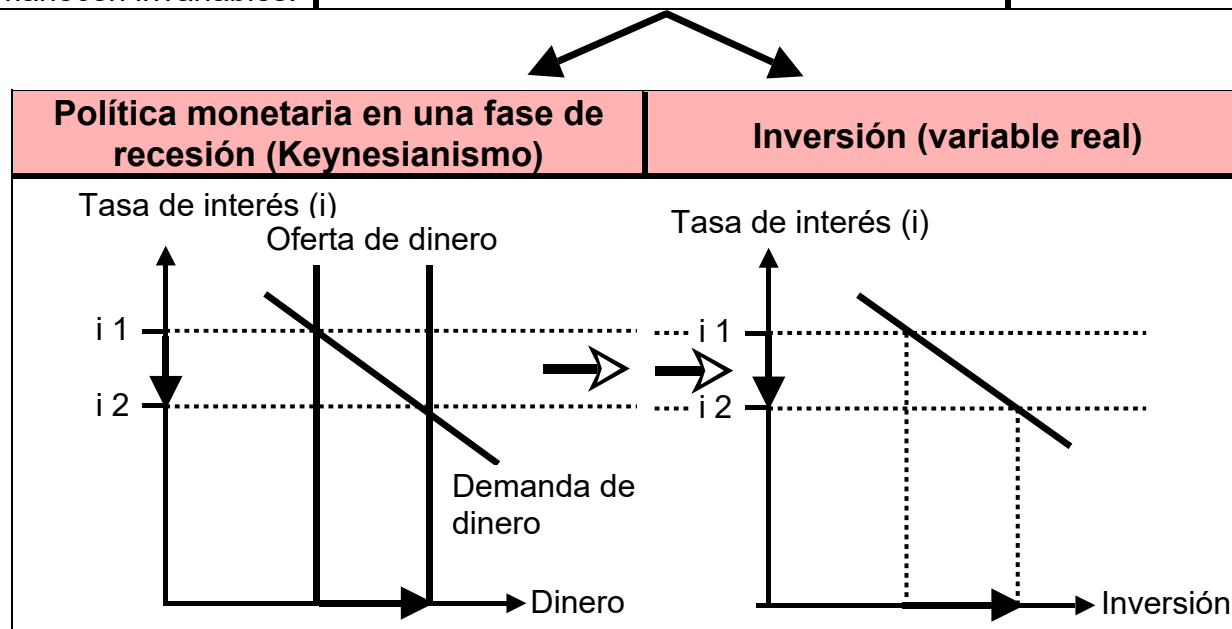 invariables.
Política monetaria en una fase de
recesión (Keynesianismo)
Inversión (variable real)
Tasa de interés (i)
Oferta de dinero
i 1
i 2
Demanda de
dinero
Dinero
Tasa de interés (i)
i 1
i 2
Inversión